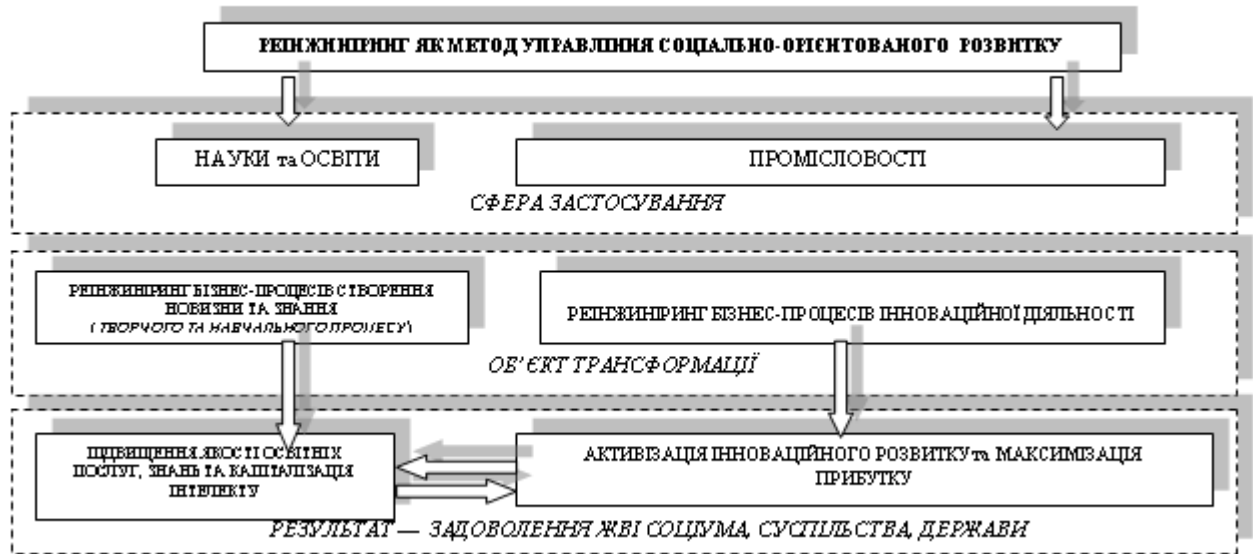 РЕІНЖИНІРИНГ ЯК МЕТОД УПРАВЛІННЯ СОЦІАЛЬНО-ОРІЄНТОВАНОГО РОЗВИТКУ
НАУКИ та ОСВІТИ
ПРОМІСЛОВОСТІ
СФЕРА ЗАСТОСУВАННЯ
РЕІНЖИНІРИНГ БІЗНЕС-ПРОЦЕСІВ СТВОРЕННЯ
НОВИЗНИ ТА ЗНАННЯ
(ТВОРЧОГО ТА НАВЧАЛЬНОГО ПРОЦЕСУ)
РЕІНЖИНІРИНГ БІЗНЕС-ПРОЦЕСІВ ІННОВАЦІЙНОЇ ДІЯЛЬНОСТІ
ОБ’ЄКТ ТРАНСФОРМАЦІЇ
ПІДВИЩЕННЯ ЯКОСТІ ОСВІТНІХ
ПОСЛУГ, ЗНАНЬ ТА КАПІТАЛІЗАЦІЯ
ІНТЕЛЕКТУ
АКТИВІЗАЦІЯ ІННОВАЦІЙНОГО РОЗВИТКУ та МАКСИМІЗАЦІЯ
ПРИБУТКУ
РЕЗУЛЬТАТ — ЗАДОВОЛЕННЯ ЖВІ СОЦІУМА, СУСПІЛЬСТВА, ДЕРЖАВИ